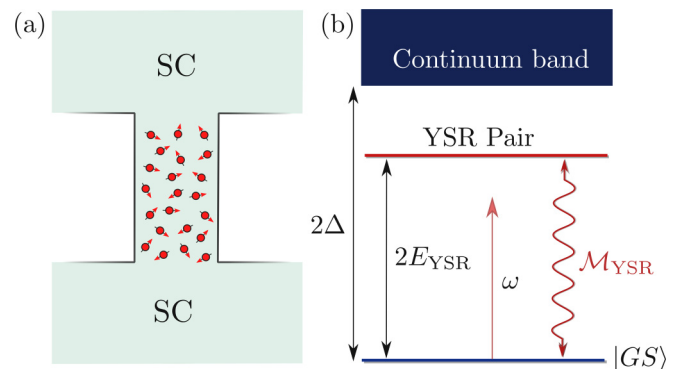 (a)
SC
SC
(b)
Continuum band
YSR Pair
2Δ
2E_YSR
ω
ℳ_YSR
|GS⟩